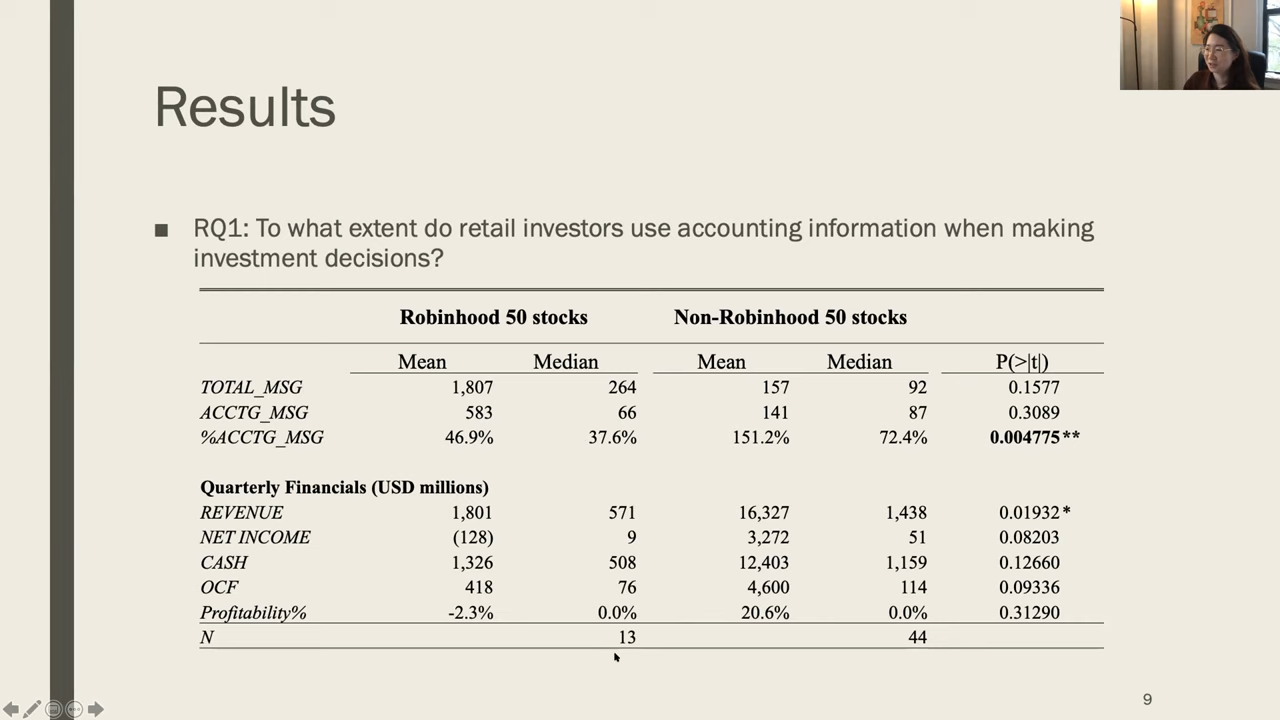 Results
■ RQ1: To what extent do retail investors use accounting information when making
investment decisions?
Robinhood 50 stocks Non-Robinhood 50 stocks
Mean Median Mean Median P(>|t|)
TOTAL_MSG 1,807 264 157 92 0.1577
ACCTG_MSG 583 66 141 87 0.3089
%ACCTG_MSG 46.9% 37.6% 151.2% 72.4% 0.004775**
Quarterly Financials (USD millions)
REVENUE 1,801 571 16,327 1,438 0.01932*
NET INCOME (128) 9 3,272 51 0.08203
CASH 1,326 508 12,403 1,159 0.12660
OCF 418 76 4,600 114 0.09336
Profitability% -2.3% 0.0% 20.6% 0.0% 0.31290
N 13 44
9